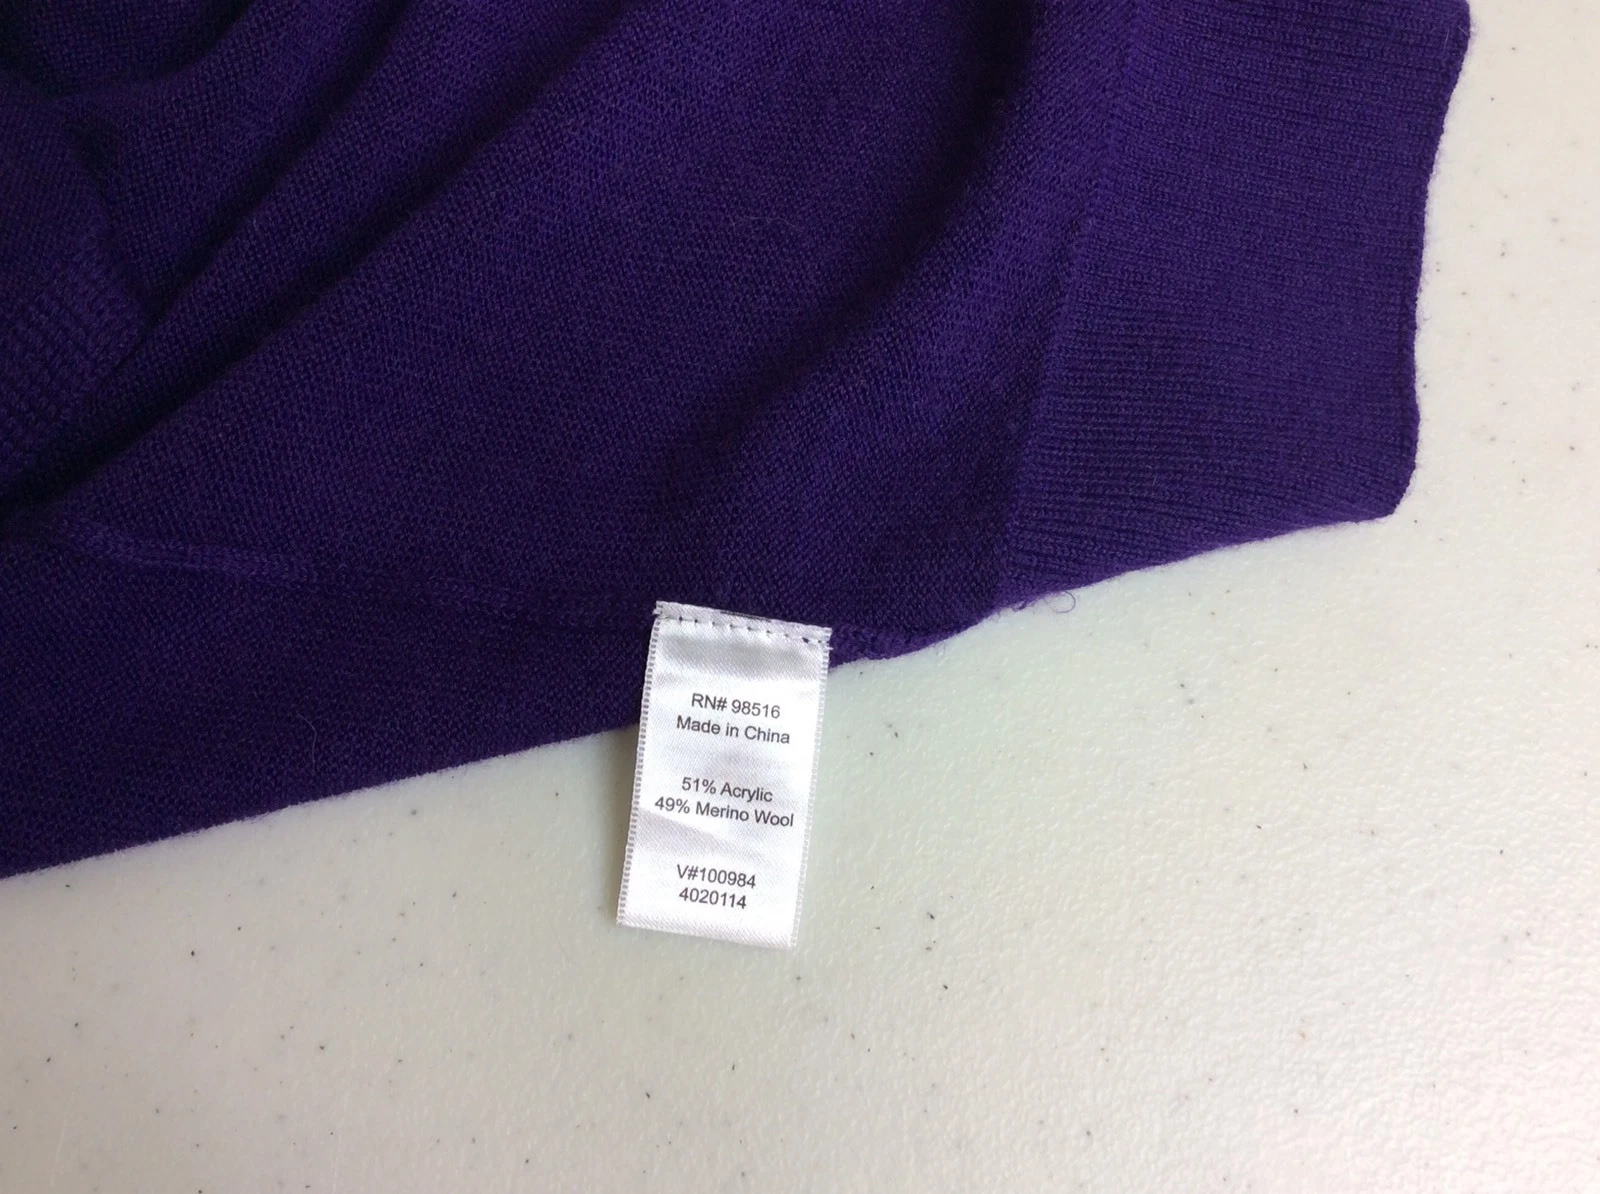 RN# 98516
Made in China
51% Acrylic
49% Merino Wool
V#100984
4020114